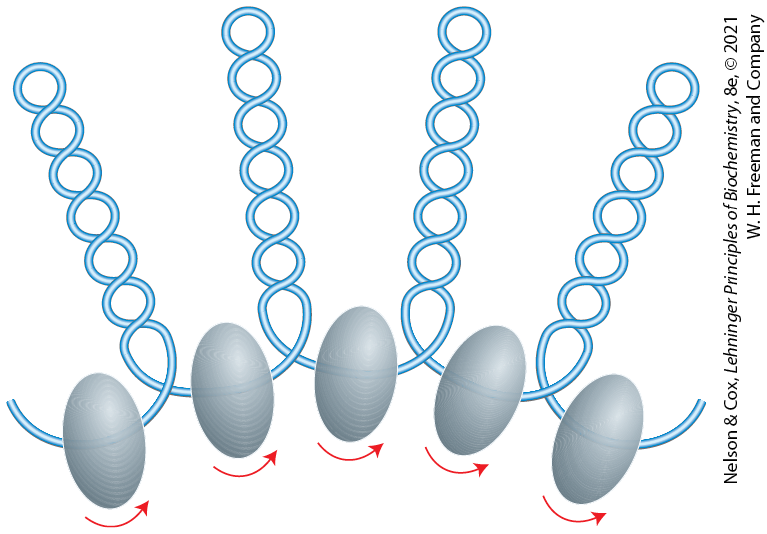 Nelson & Cox, Lehninger Principles of Biochemistry, 8e, © 2021
W. H. Freeman and Company